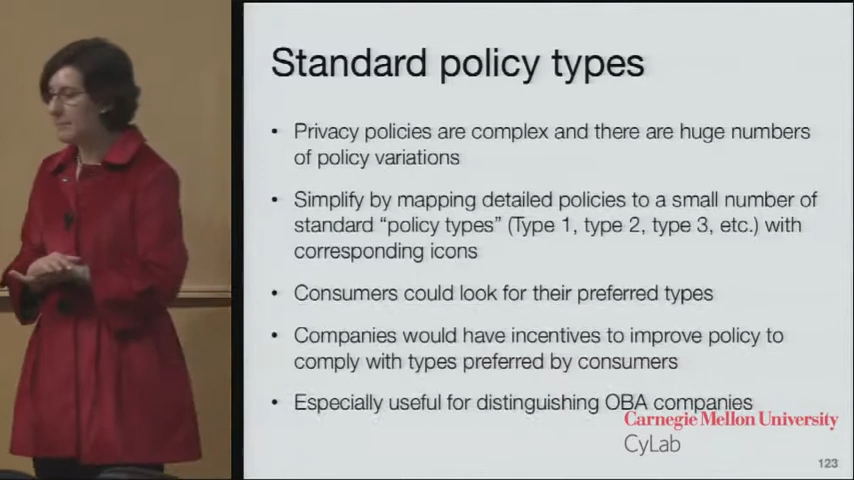 Standard policy types
• Privacy policies are complex and there are huge numbers
of policy variations
• Simplify by mapping detailed policies to a small number of
standard “policy types” (Type 1, type 2, type 3, etc.) with
corresponding icons
• Consumers could look for their preferred types
• Companies would have incentives to improve policy to
comply with types preferred by consumers
• Especially useful for distinguishing OBA companies
Carnegie Mellon University
CyLab
123